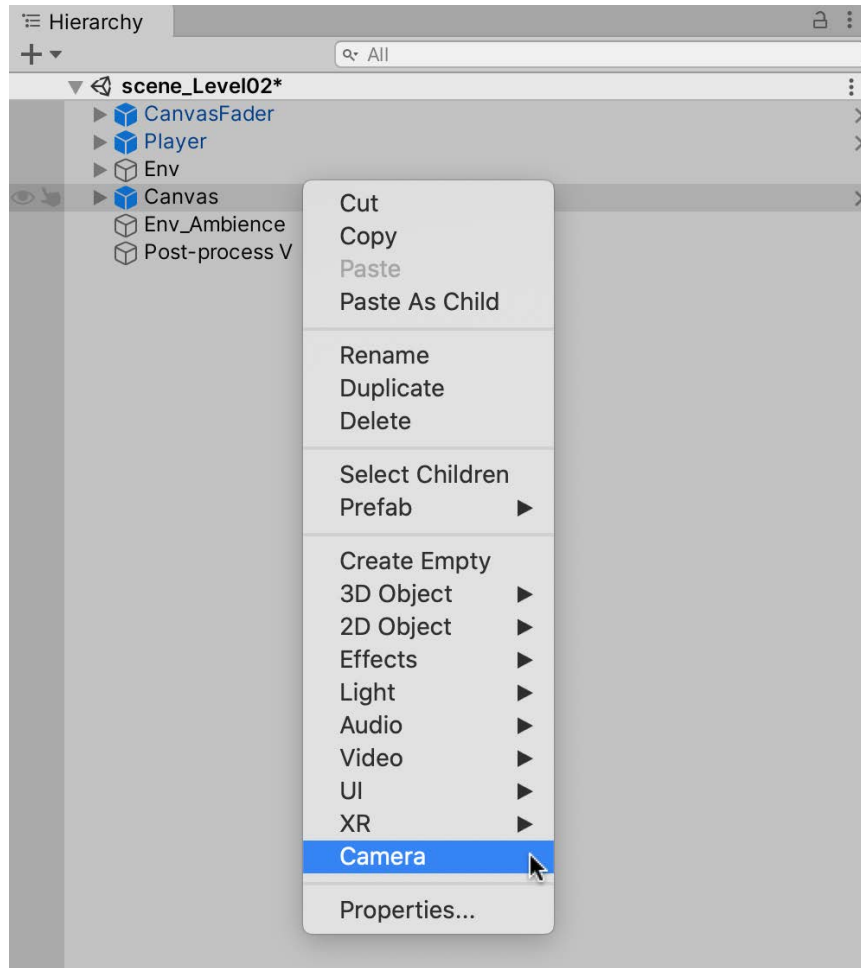 Hierarchy
All
scene_Level02*
CanvasFader
Player
Env
Canvas
Env_Ambience
Post-process V
Cut
Copy
Paste
Paste As Child
Rename
Duplicate
Delete
Select Children
Prefab
Create Empty
3D Object
2D Object
Effects
Light
Audio
Video
UI
XR
Camera
Properties...